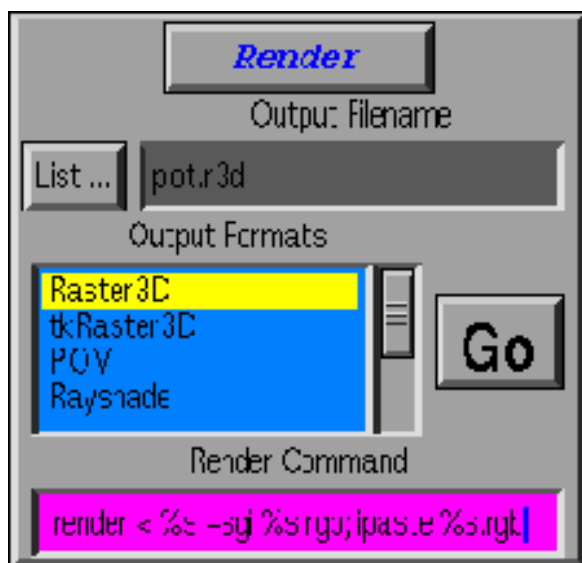 Render
Output Filename
List ...
pot.r3d
Output Formats
Raster3D
tkRaster3D
POV
Rayshade
Go
Render Command
render < %s -sgi %s.rgb; ipaste %s.rgb